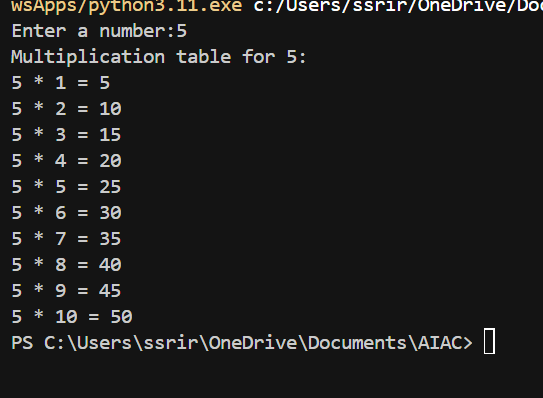 wsApps/python3.11.exe c:/Users/ssrir/OneDrive/Doc
Enter a number:5
Multiplication table for 5:
5 * 1 = 5
5 * 2 = 10
5 * 3 = 15
5 * 4 = 20
5 * 5 = 25
5 * 6 = 30
5 * 7 = 35
5 * 8 = 40
5 * 9 = 45
5 * 10 = 50
PS C:\Users\ssrir\OneDrive\Documents\AIAC>